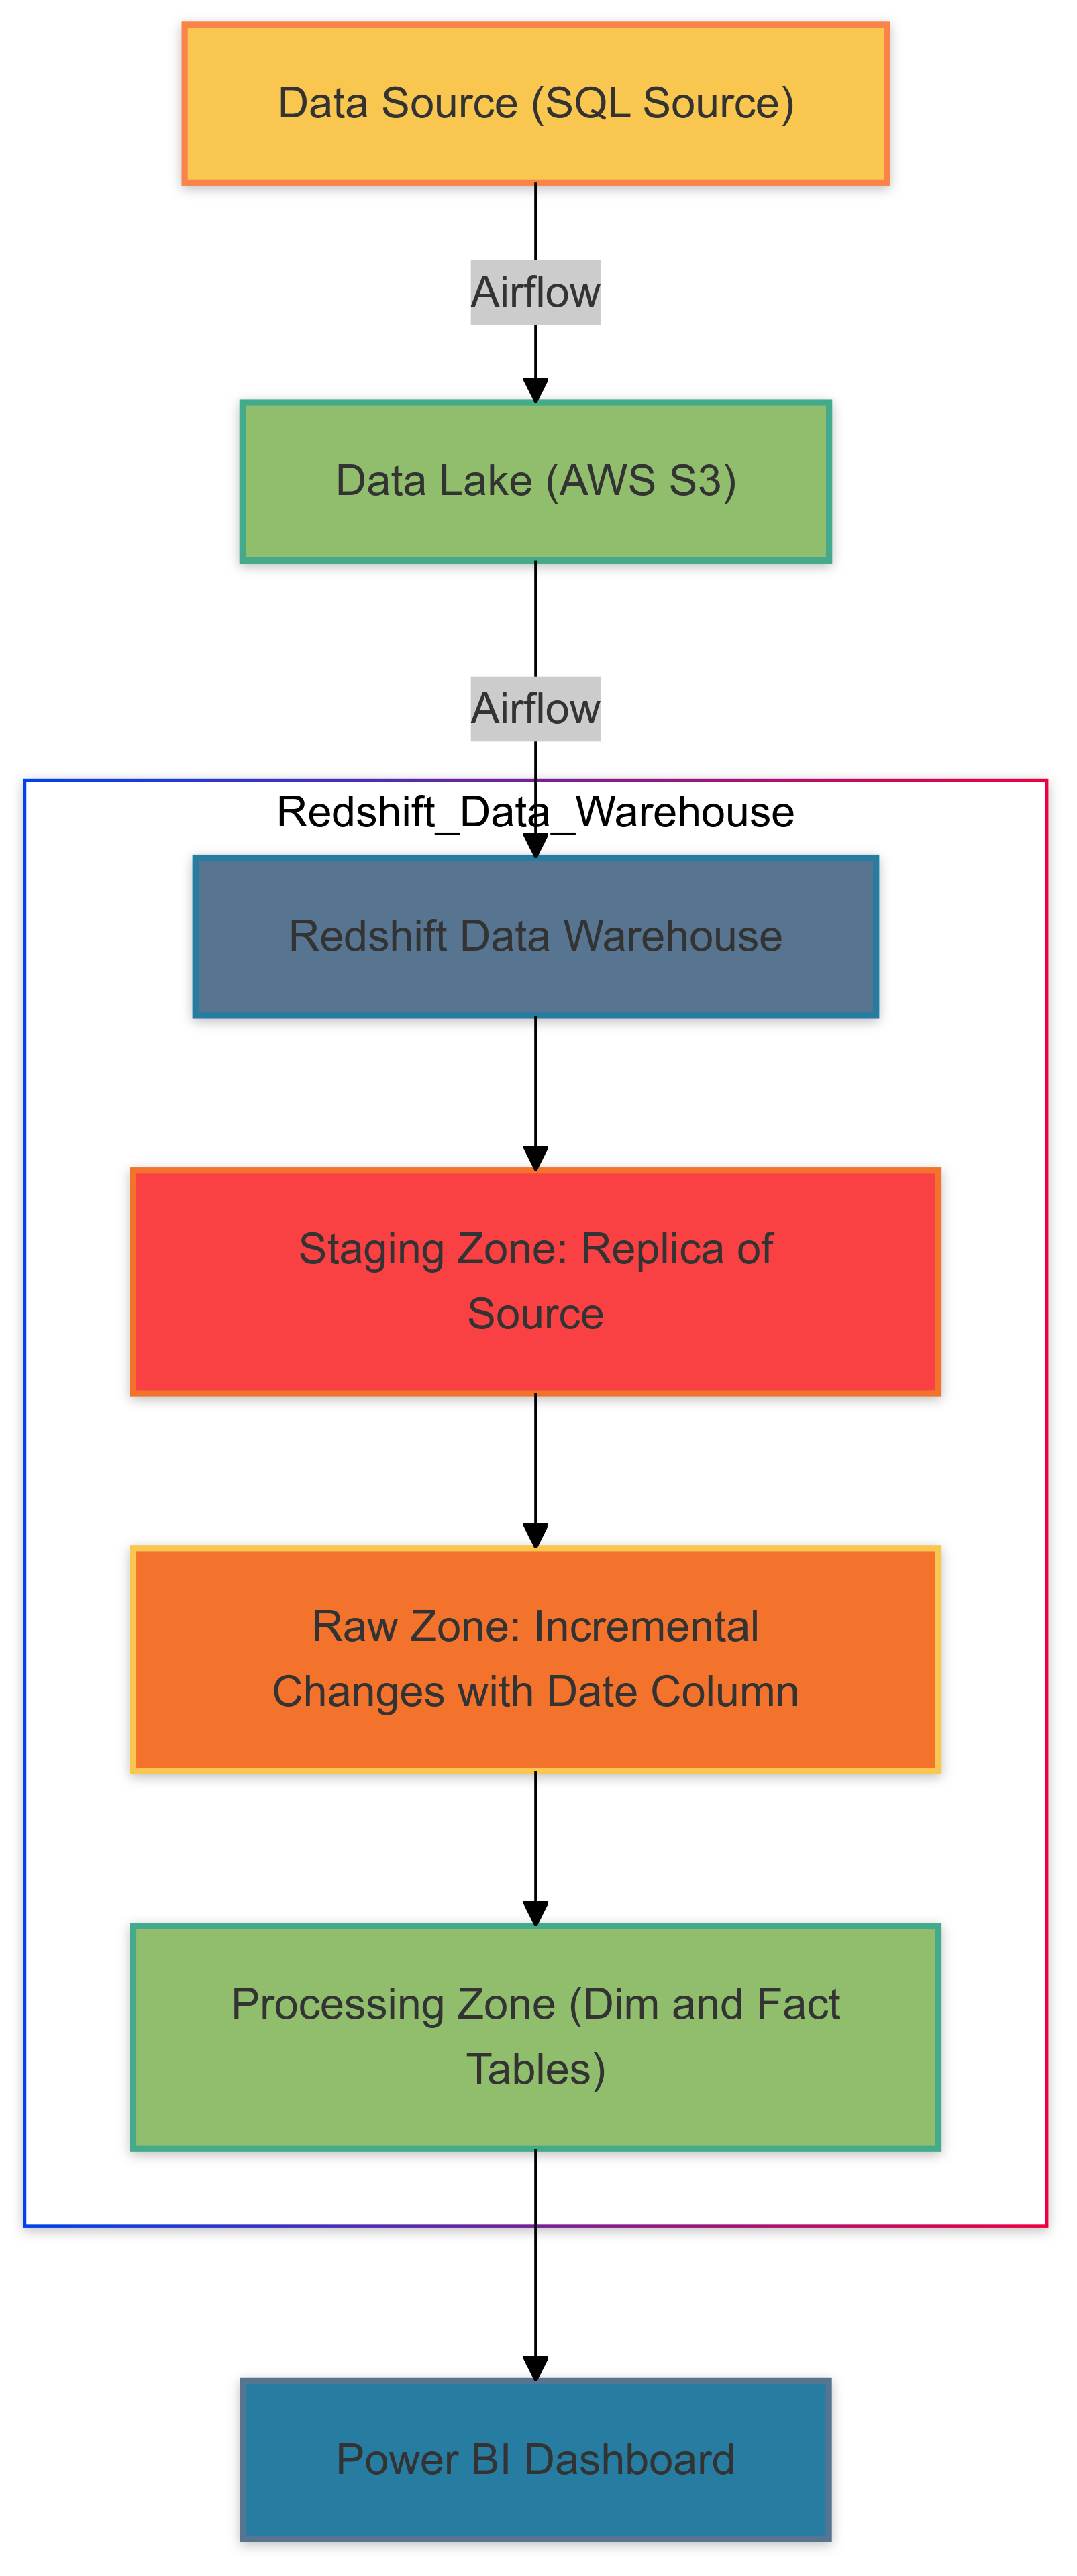 Data Source (SQL Source)
Airflow
Data Lake (AWS S3)
Airflow
Redshift_Data_Warehouse
Redshift Data Warehouse
Staging Zone: Replica of
Source
Raw Zone: Incremental
Changes with Date Column
Processing Zone (Dim and Fact
Tables)
Power BI Dashboard